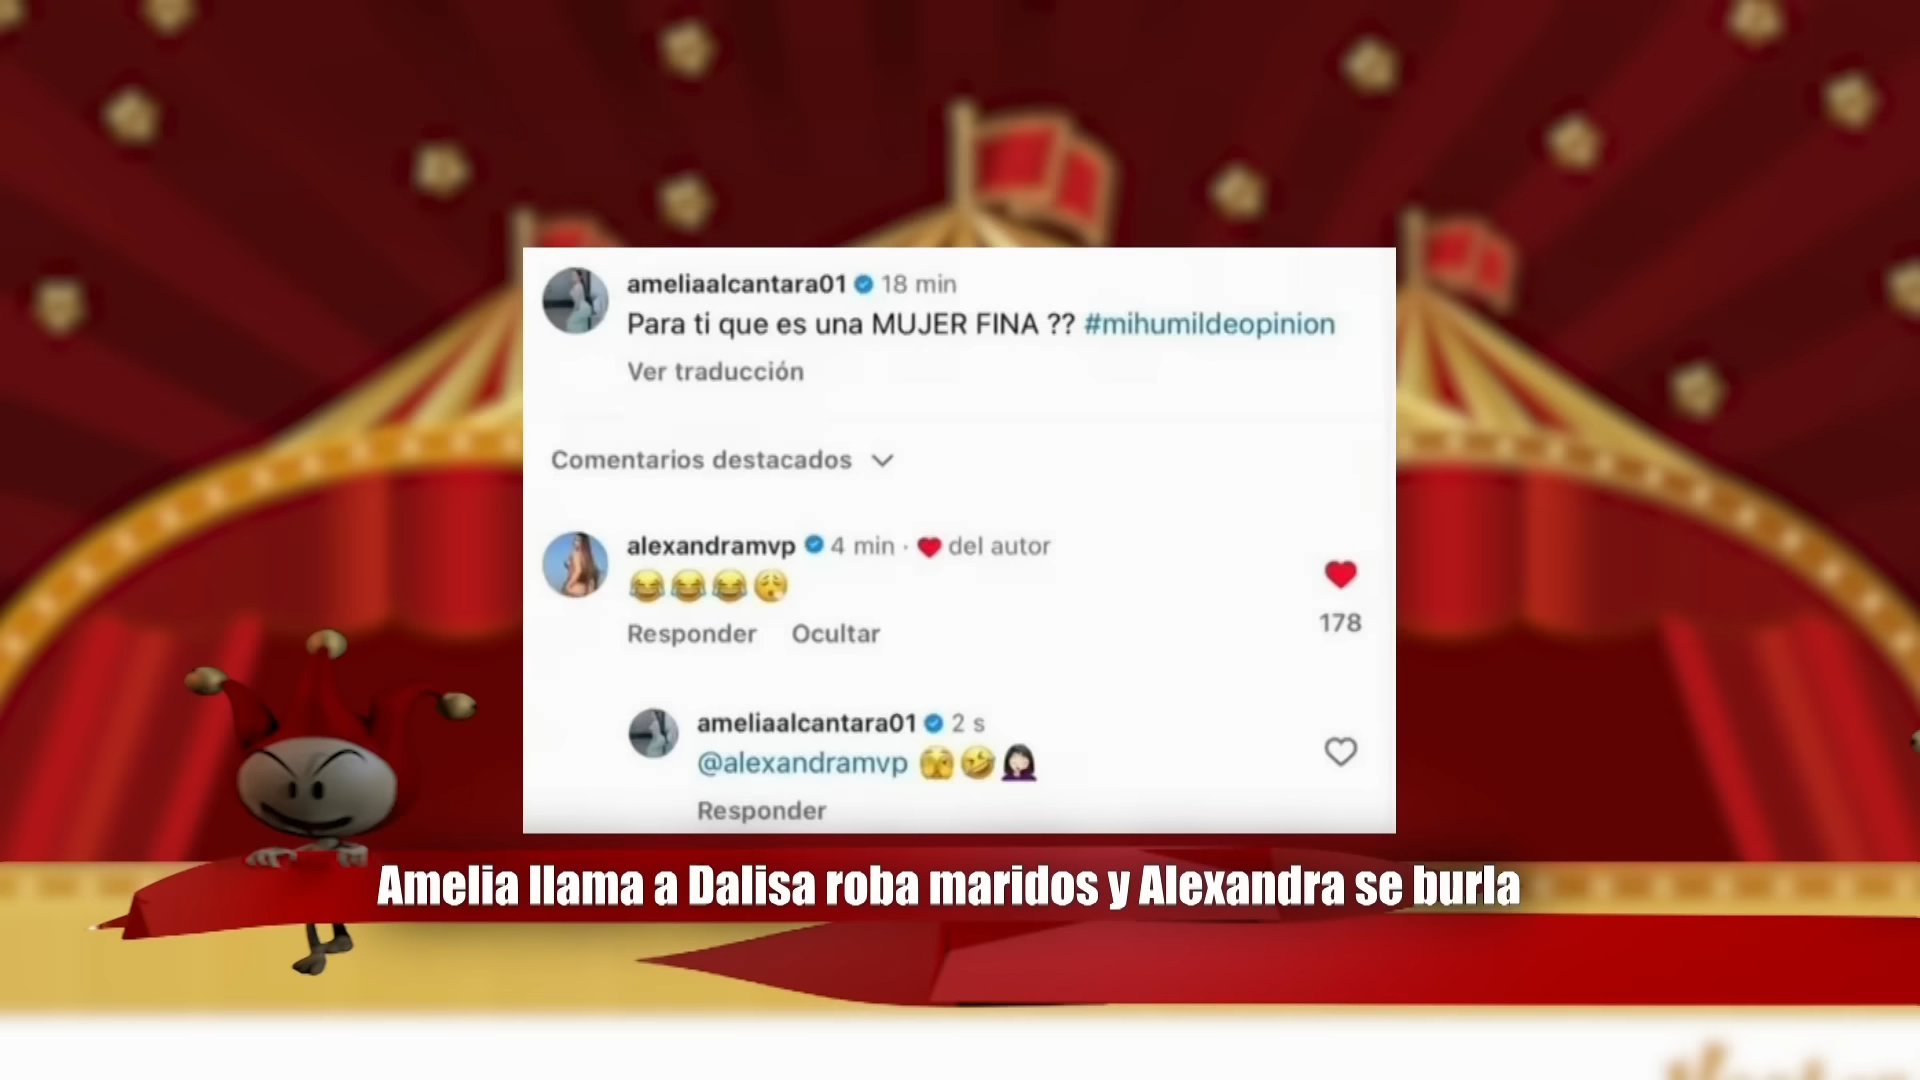 ameliaalcantara01 18 min
Para ti que es una MUJER FINA ?? #mihumildeopinion
Ver traducción
Comentarios destacados
alexandramvp 4 min · ❤️ del autor
😂😂😂😮‍💨
Responder Ocultar
178
ameliaalcantara01 2 s
@alexandramvp 🫣🤣🤦🏻‍♀️
Responder
Amelia llama a Dalisa roba maridos y Alexandra se burla